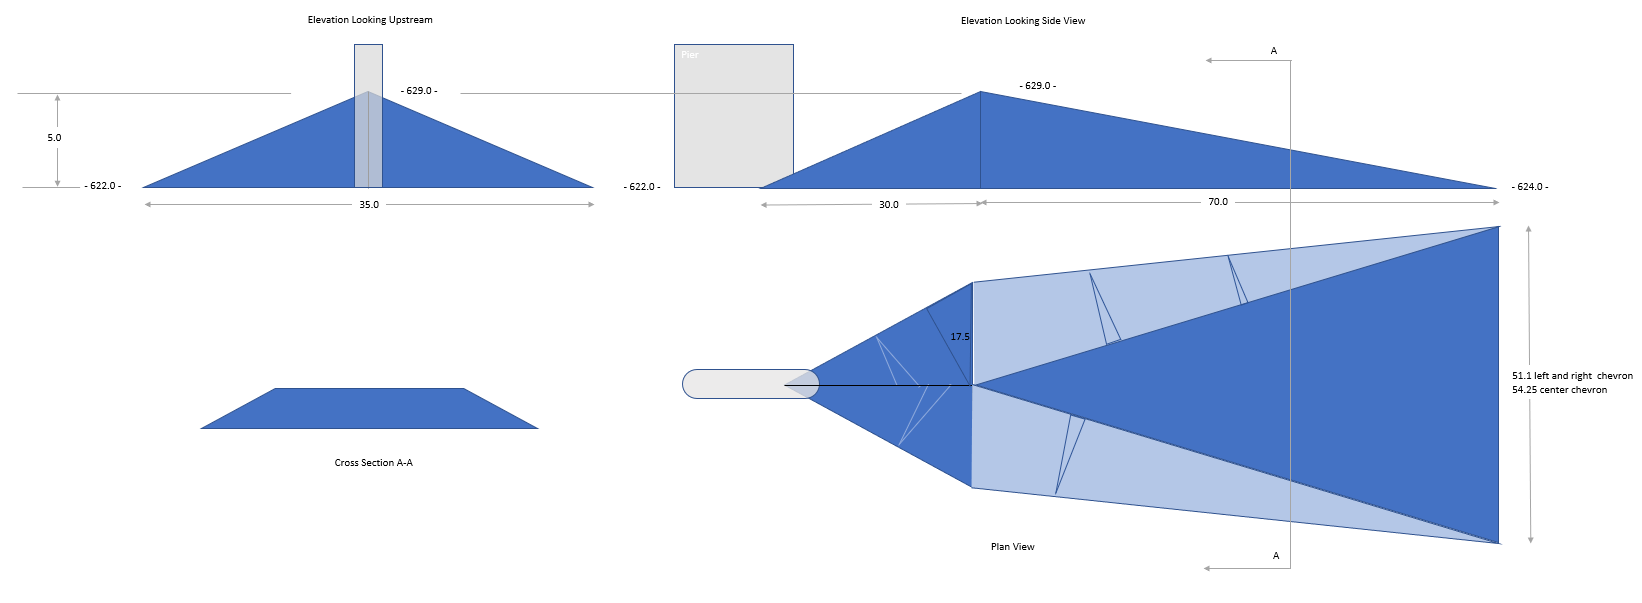 Elevation Looking Upstream
Elevation Looking Side View
A
Pier
- 629.0 -
- 629.0 -
5.0
- 622.0 -
- 622.0 -
- 624.0 -
35.0
30.0
70.0
17.5
51.1 left and right chevron
54.25 center chevron
Cross Section A-A
Plan View
A